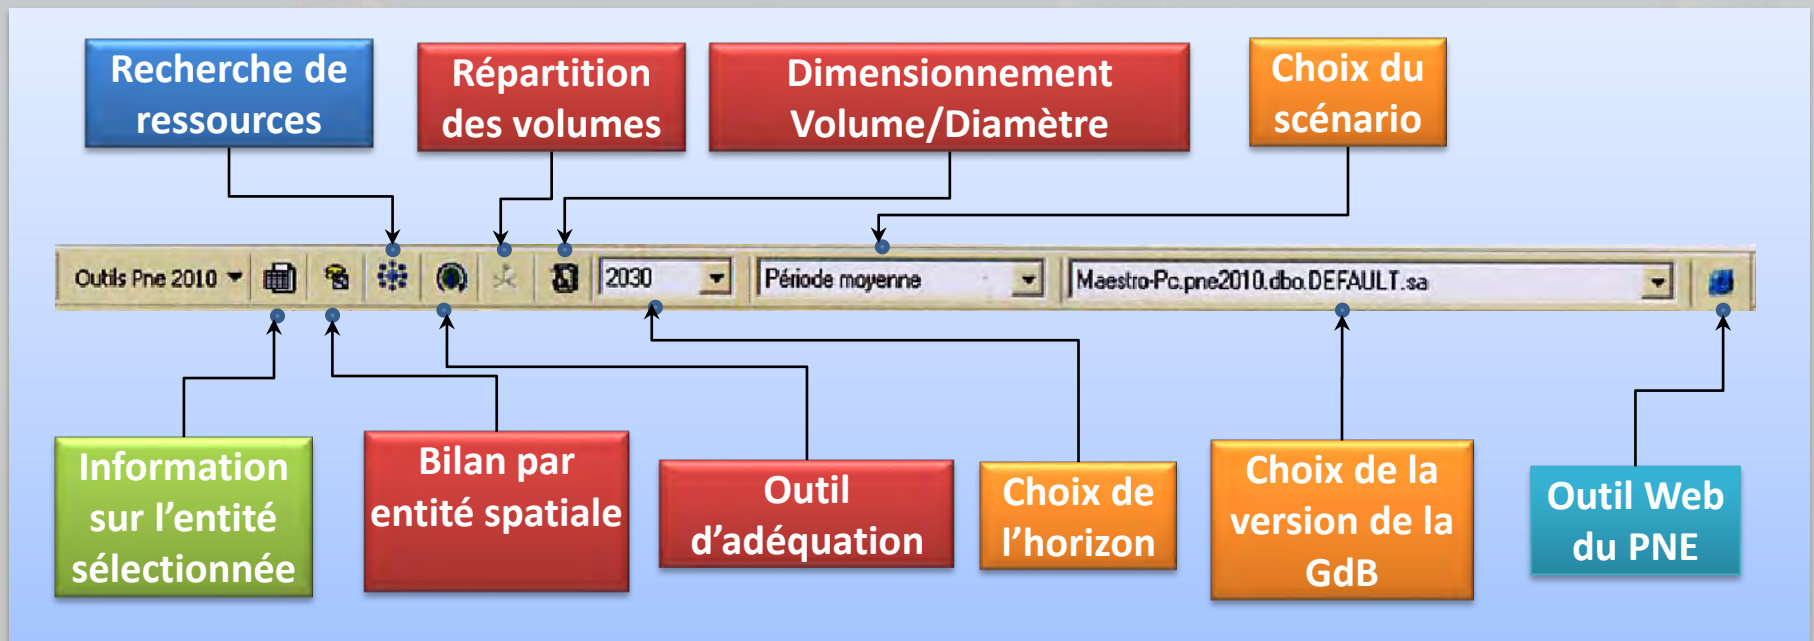 Recherche de
ressources
Répartition
des volumes
Dimensionnement
Volume/Diamètre
Choix du
scénario
Outils Pne 2010
2030
Période moyenne
Maestro-Pc.pne2010.dbo.DEFAULT.sa
Information
sur l’entité
sélectionnée
Bilan par
entité spatiale
Outil
d’adéquation
Choix de
l’horizon
Choix de la
version de la
GdB
Outil Web
du PNE